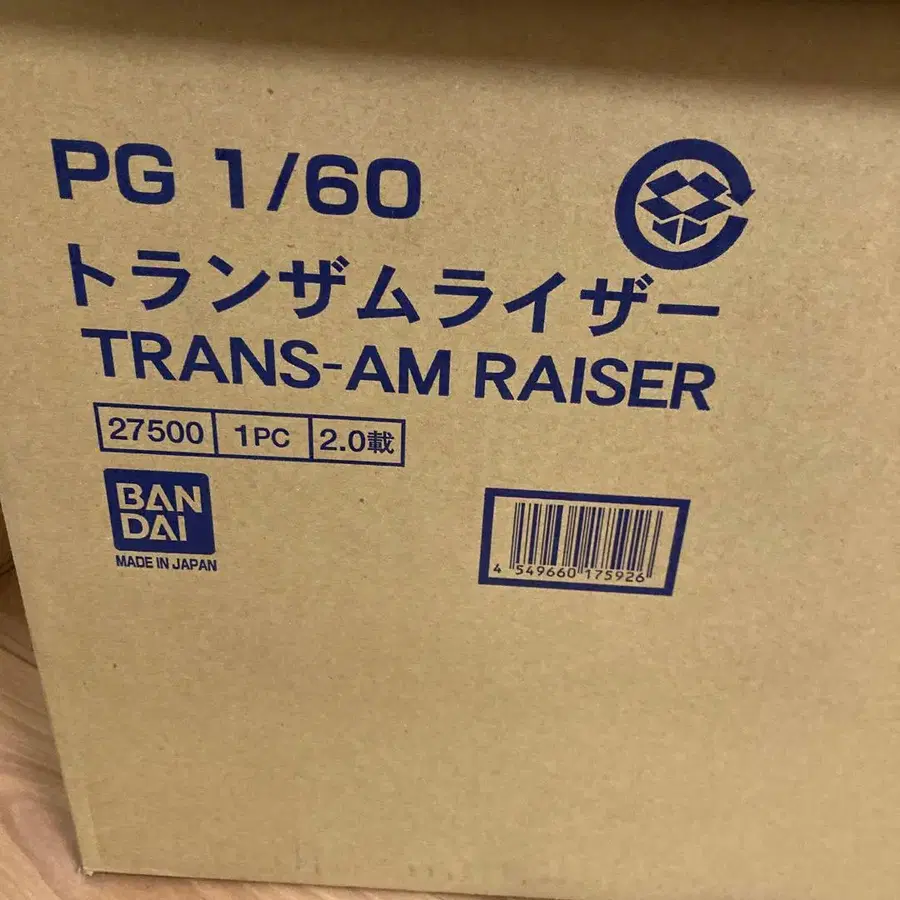 PG 1/60
トランザムライザー
TRANS-AM RAISER
27500 1PC 2.0載
BAN
DAI
MADE IN JAPAN
4 549660 175926